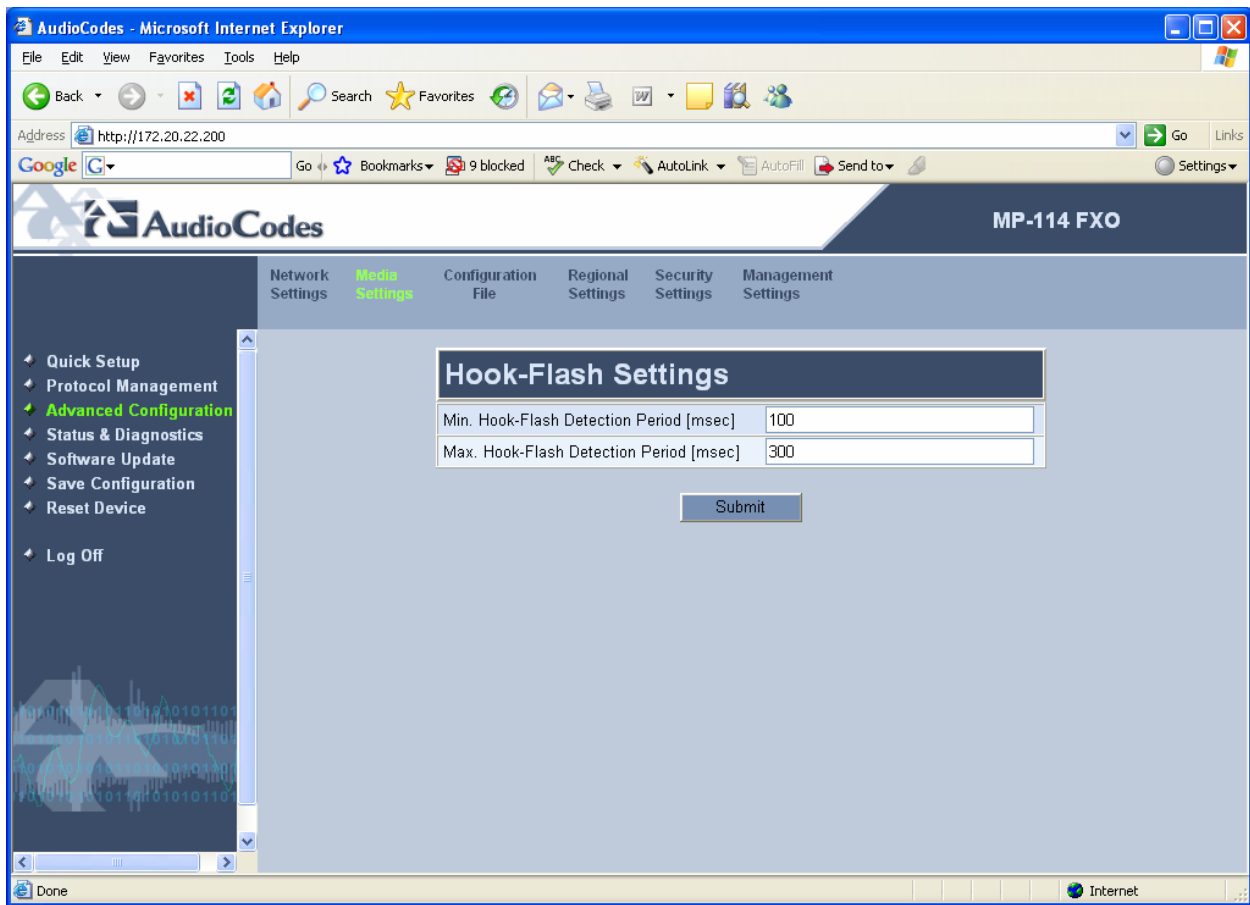 AudioCodes - Microsoft Internet Explorer
File Edit View Favorites Tools Help
Back Search Favorites
Address http://172.20.22.200 Go Links
Google G Go Bookmarks 9 blocked ABC Check AutoLink AutoFill Send to Settings
AudioCodes MP-114 FXO
Network Settings
Media Settings
Configuration File
Regional Settings
Security Settings
Management Settings
Quick Setup
Protocol Management
Advanced Configuration
Status & Diagnostics
Software Update
Save Configuration
Reset Device
Log Off
Hook-Flash Settings
Min. Hook-Flash Detection Period [msec] 100
Max. Hook-Flash Detection Period [msec] 300
Submit
Done Internet